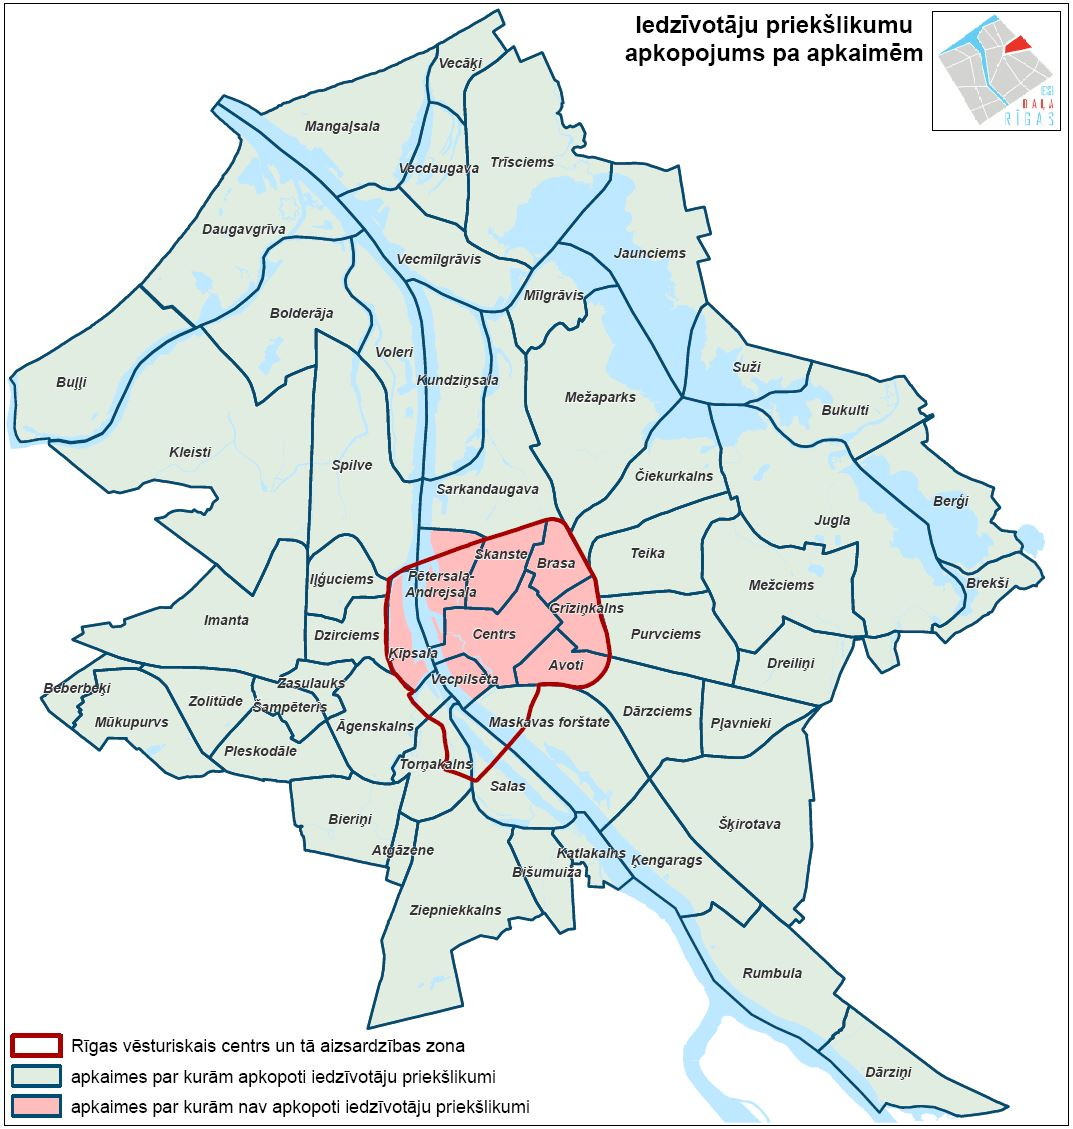 Iedzīvotāju priekšlikumu
apkopojums pa apkaimēm
IESI
DAĻA
RĪGAS
Vecāķi
Mangaļsala
Vecdaugava
Trīsciems
Daugavgrīva
Vecmīlgrāvis
Jaunciems
Mīlgrāvis
Bolderāja
Voleri
Kundziņsala
Buļļi
Suži
Mežaparks
Bukulti
Kleisti
Spilve
Sarkandaugava
Čiekurkalns
Berģi
Jugla
Skanste
Brasa
Teika
Iļģuciems
Pētersala-
Andrejsala
Mežciems
Brekši
Grīziņkalns
Imanta
Dzirciems
Centrs
Purvciems
Ķīpsala
Avoti
Dreiliņi
Vecpilsēta
Beberbeķi
Zasulauks
Zolitūde
Šampēteris
Mūkupurvs
Āgenskalns
Maskavas forštate
Dārzciems
Pļavnieki
Pleskodāle
Torņakalns
Salas
Bieriņi
Šķirotava
Atgāzene
Katlakalns
Ķengarags
Bišumuiža
Ziepniekkalns
Rumbula
Dārziņi
Rīgas vēsturiskais centrs un tā aizsardzības zona
apkaimes par kurām apkopoti iedzīvotāju priekšlikumi
apkaimes par kurām nav apkopoti iedzīvotāju priekšlikumi